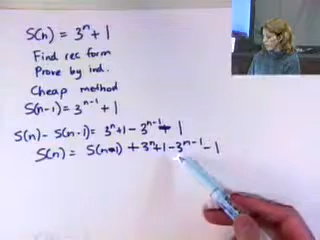 S(n) = 3ⁿ + 1
Find rec form
Prove by ind.
Cheap method
S(n-1) = 3ⁿ⁻¹ + 1
S(n) - S(n-1) = 3ⁿ + 1 - 3ⁿ⁻¹ - 1
S(n) = S(n-1) + 3ⁿ + 1 - 3ⁿ⁻¹ - 1